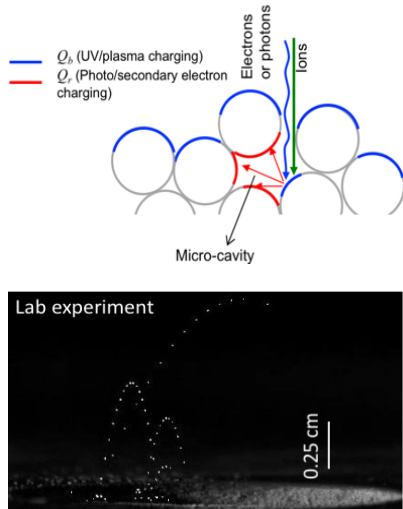 Q_b (UV/plasma charging)
Q_r (Photo/secondary electron
charging)
Electrons
or photons
Ions
Micro-cavity
Lab experiment
0.25 cm